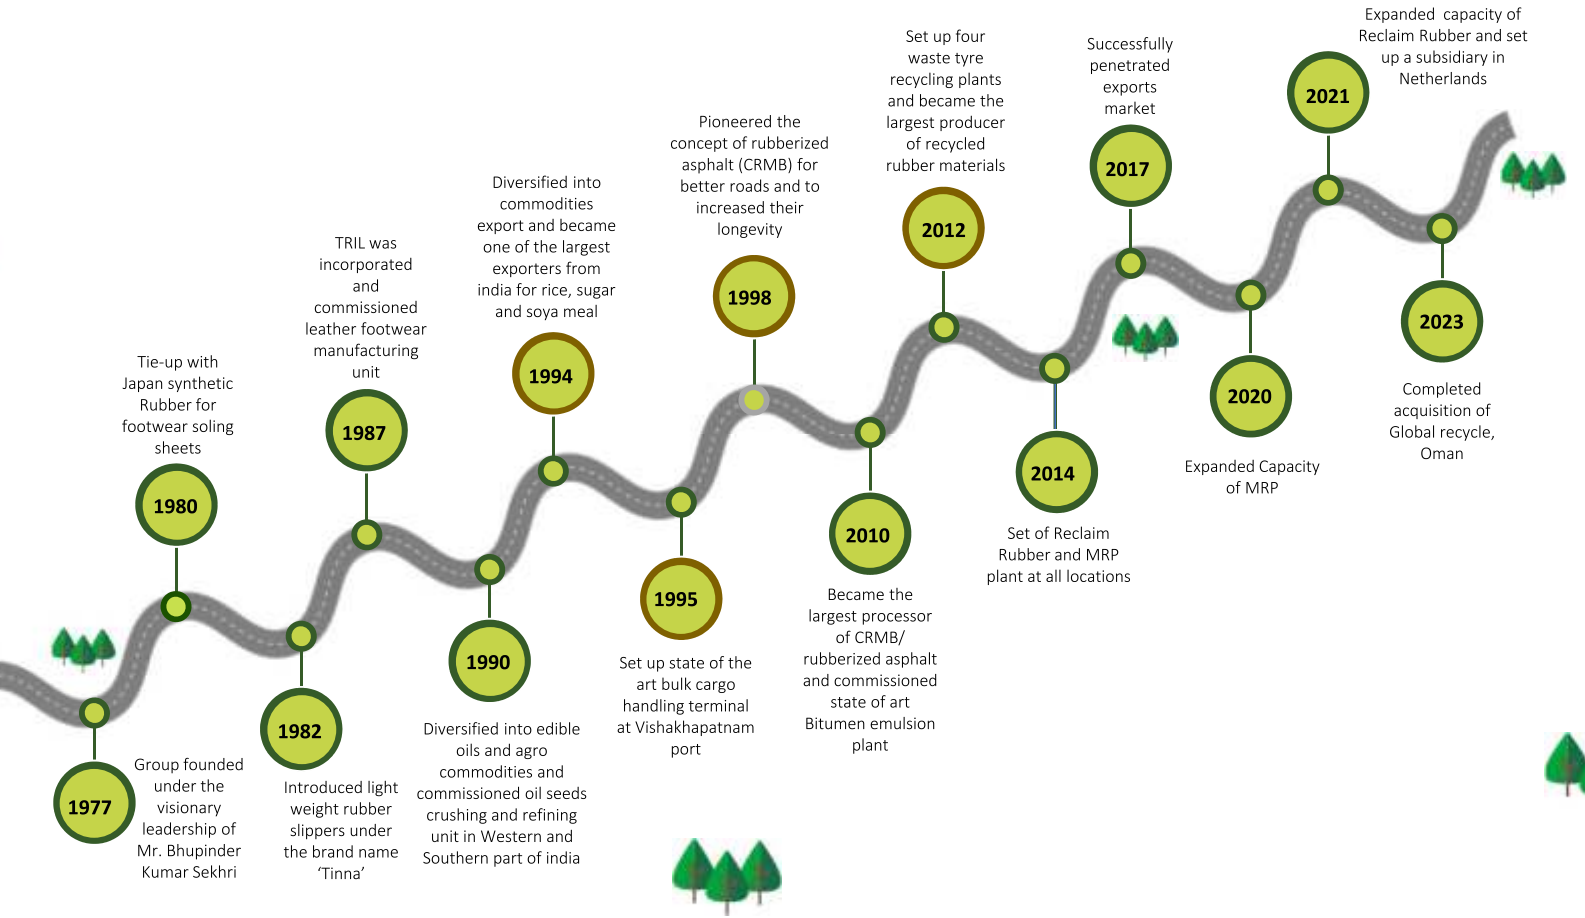 1977
Group founded
under the
visionary
leadership of
Mr. Bhupinder
Kumar Sekhri
Tie-up with
Japan synthetic
Rubber for
footwear soling
sheets
1980
1982
Introduced light
weight rubber
slippers under
the brand name
‘Tinna’
TRIL was
incorporated
and
commissioned
leather footwear
manufacturing
unit
1987
1990
Diversified into edible
oils and agro
commodities and
commissioned oil seeds
crushing and refining
unit in Western and
Southern part of india
Diversified into
commodities
export and became
one of the largest
exporters from
india for rice, sugar
and soya meal
1994
1995
Set up state of the
art bulk cargo
handling terminal
at Vishakhapatnam
port
Pioneered the
concept of rubberized
asphalt (CRMB) for
better roads and to
increased their
longevity
1998
2010
Became the
largest processor
of CRMB/
rubberized asphalt
and commissioned
state of art
Bitumen emulsion
plant
Set up four
waste tyre
recycling plants
and became the
largest producer
of recycled
rubber materials
2012
2014
Set of Reclaim
Rubber and MRP
plant at all locations
Successfully
penetrated
exports
market
2017
2020
Expanded Capacity
of MRP
Expanded  capacity of
Reclaim Rubber and set
up a subsidiary in
Netherlands
2021
2023
Completed
acquisition of
Global recycle,
Oman